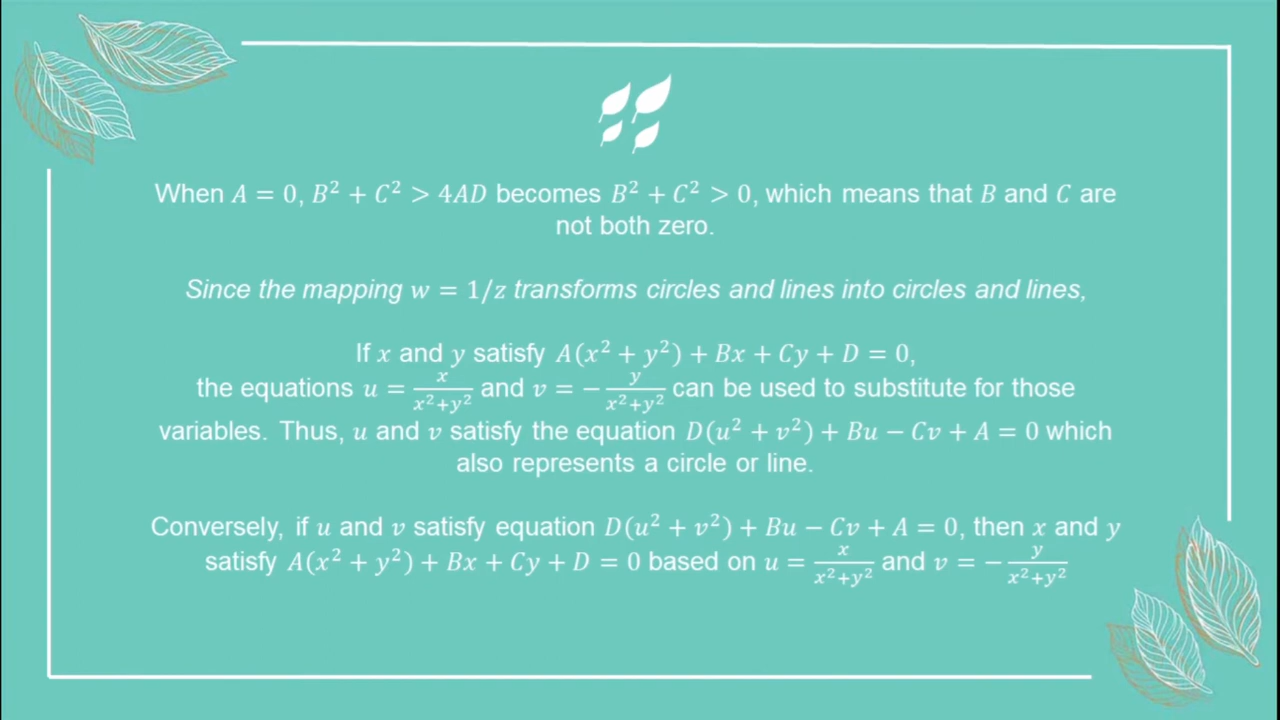 When A = 0, B² + C² > 4AD becomes B² + C² > 0, which means that B and C are
not both zero.
Since the mapping w = 1/z transforms circles and lines into circles and lines,
If x and y satisfy A(x² + y²) + Bx + Cy + D = 0,
the equations u = x/(x²+y²) and v = − y/(x²+y²) can be used to substitute for those
variables. Thus, u and v satisfy the equation D(u² + v²) + Bu − Cv + A = 0 which
also represents a circle or line.
Conversely, if u and v satisfy equation D(u² + v²) + Bu − Cv + A = 0, then x and y
satisfy A(x² + y²) + Bx + Cy + D = 0 based on u = x/(x²+y²) and v = − y/(x²+y²)